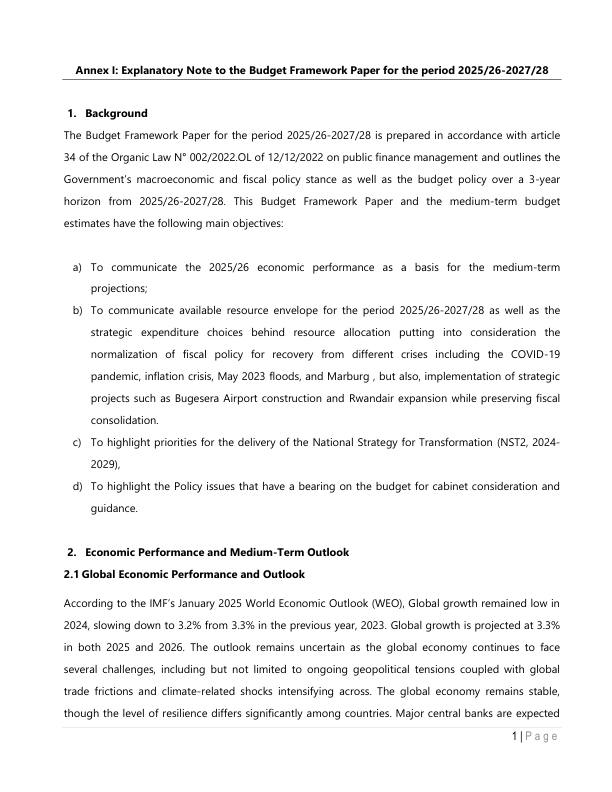 Annex I: Explanatory Note to the Budget Framework Paper for the period 2025/26-2027/28
1. Background
The Budget Framework Paper for the period 2025/26-2027/28 is prepared in accordance with article
34 of the Organic Law N° 002/2022.OL of 12/12/2022 on public finance management and outlines the
Government's macroeconomic and fiscal policy stance as well as the budget policy over a 3-year
horizon from 2025/26-2027/28. This Budget Framework Paper and the medium-term budget
estimates have the following main objectives:
a) To communicate the 2025/26 economic performance as a basis for the medium-term
projections;
b) To communicate available resource envelope for the period 2025/26-2027/28 as well as the
strategic expenditure choices behind resource allocation putting into consideration the
normalization of fiscal policy for recovery from different crises including the COVID-19
pandemic, inflation crisis, May 2023 floods, and Marburg , but also, implementation of strategic
projects such as Bugesera Airport construction and Rwandair expansion while preserving fiscal
consolidation.
c) To highlight priorities for the delivery of the National Strategy for Transformation (NST2, 2024-
2029),
d) To highlight the Policy issues that have a bearing on the budget for cabinet consideration and
guidance.
2. Economic Performance and Medium-Term Outlook
2.1 Global Economic Performance and Outlook
According to the IMF's January 2025 World Economic Outlook (WEO), Global growth remained low in
2024, slowing down to 3.2% from 3.3% in the previous year, 2023. Global growth is projected at 3.3%
in both 2025 and 2026. The outlook remains uncertain as the global economy continues to face
several challenges, including but not limited to ongoing geopolitical tensions coupled with global
trade frictions and climate-related shocks intensifying across. The global economy remains stable,
though the level of resilience differs significantly among countries. Major central banks are expected
1 | P a g e